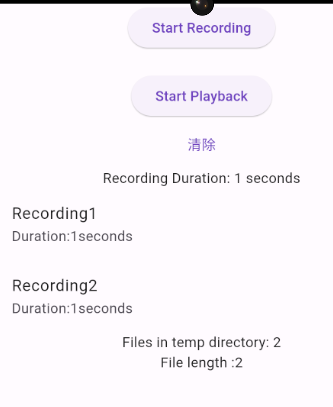 Start Recording
Start Playback
清除
Recording Duration: 1 seconds
Recording1
Duration:1seconds
Recording2
Duration:1seconds
Files in temp directory: 2
File length :2